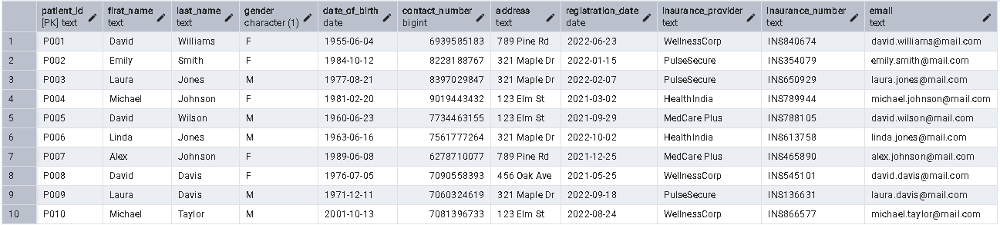 patient_id first_name last_name gender date_of_birth contact_number address registration_date insurance_provider insurance_number email
[PK] text text text character (1) date bigint text date text text text
1 P001 David Williams F 1955-06-04 6939585183 789 Pine Rd 2022-06-23 WellnessCorp INS840674 david.williams@mail.com
2 P002 Emily Smith F 1984-10-12 8228188767 321 Maple Dr 2022-01-15 PulseSecure INS354079 emily.smith@mail.com
3 P003 Laura Jones M 1977-08-21 8397029847 321 Maple Dr 2022-02-07 PulseSecure INS650929 laura.jones@mail.com
4 P004 Michael Johnson F 1981-02-20 9019443432 123 Elm St 2021-03-02 HealthIndia INS789944 michael.johnson@mail.com
5 P005 David Wilson M 1960-06-23 7734463155 123 Elm St 2021-09-29 MedCare Plus INS788105 david.wilson@mail.com
6 P006 Linda Jones M 1963-06-16 7561777264 321 Maple Dr 2022-10-02 HealthIndia INS613758 linda.jones@mail.com
7 P007 Alex Johnson F 1989-06-08 6278710077 789 Pine Rd 2021-12-25 MedCare Plus INS465890 alex.johnson@mail.com
8 P008 David Davis F 1976-07-05 7090558393 456 Oak Ave 2021-05-25 WellnessCorp INS545101 david.davis@mail.com
9 P009 Laura Davis M 1971-12-11 7060324619 321 Maple Dr 2022-09-18 PulseSecure INS136631 laura.davis@mail.com
10 P010 Michael Taylor M 2001-10-13 7081396733 123 Elm St 2022-08-24 WellnessCorp INS866577 michael.taylor@mail.com